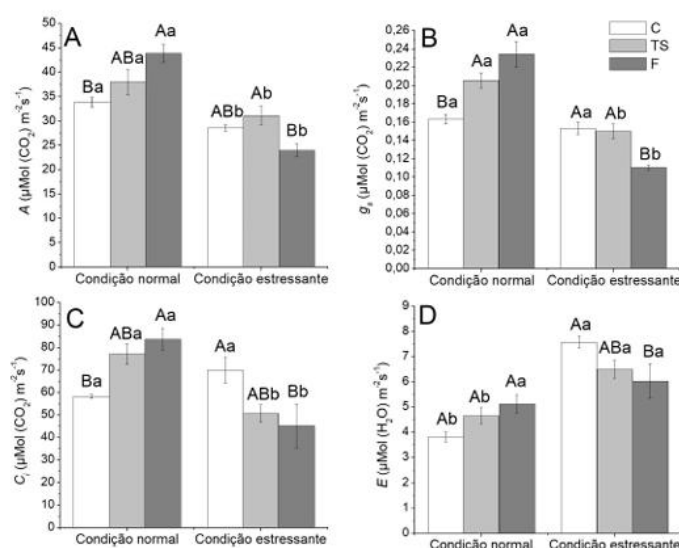 A
B
C
TS
F
A (µMol (CO₂) m⁻²s⁻¹)
50
45
40
35
30
25
20
15
10
5
0
Ba
ABa
Aa
ABb
Ab
Bb
Condição normal
Condição estressante
gₛ (µMol (CO₂) m⁻²s⁻¹)
0,26
0,24
0,22
0,20
0,18
0,16
0,14
0,12
0,10
0,08
0,06
0,04
0,02
0,00
Ba
Aa
Aa
Aa
Ab
Bb
Condição normal
Condição estressante
C
Cᵢ (µMol (CO₂) m⁻²s⁻¹)
100
90
80
70
60
50
40
30
20
10
0
Ba
ABa
Aa
Aa
ABb
Bb
Condição normal
Condição estressante
D
E (µMol (H₂O) m⁻²s⁻¹)
9
8
7
6
5
4
3
2
1
0
Ab
Ab
Aa
Aa
ABa
Ba
Condição normal
Condição estressante